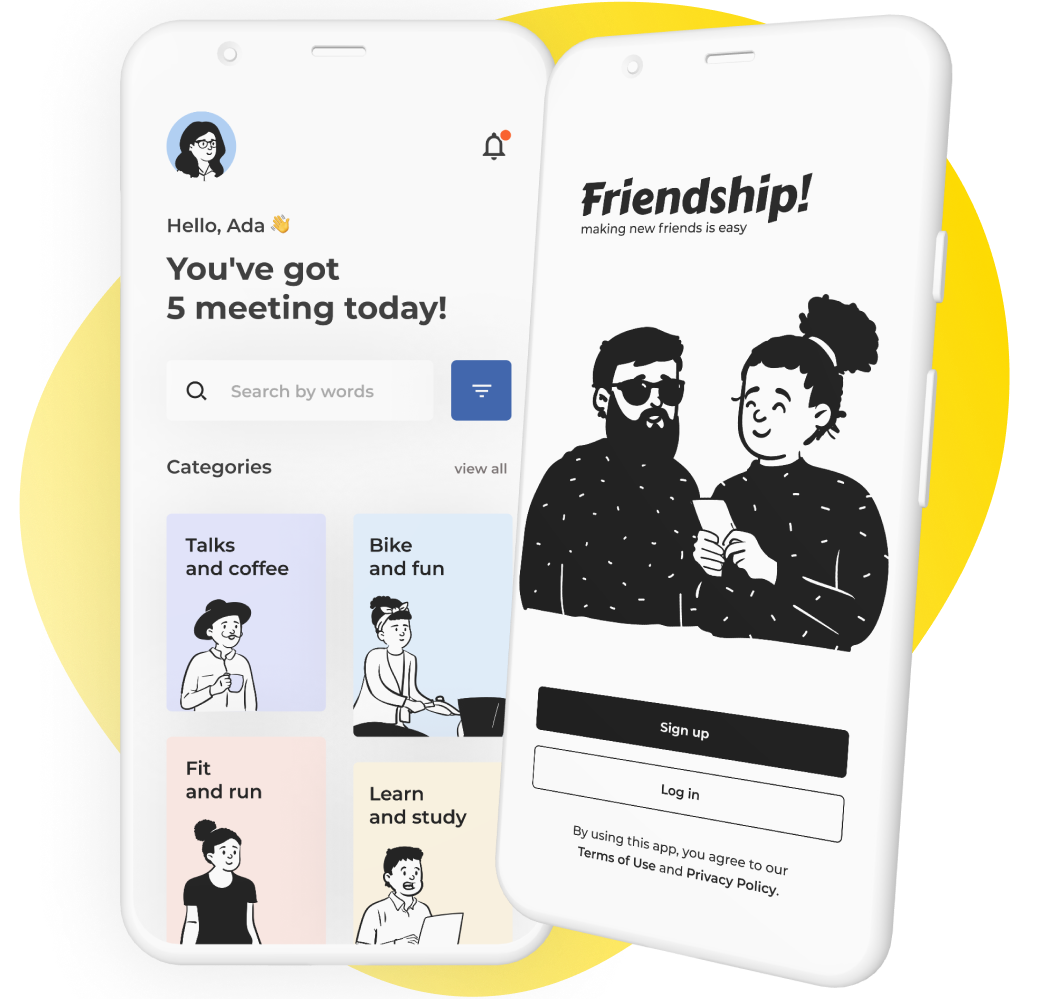 Hello, Ada 👋
You've got
5 meeting today!
Search by words
Categories
view all
Talks
and coffee
Bike
and fun
Fit
and run
Learn
and study
Friendship!
making new friends is easy
Sign up
Log in
By using this app, you agree to our
Terms of Use and Privacy Policy.